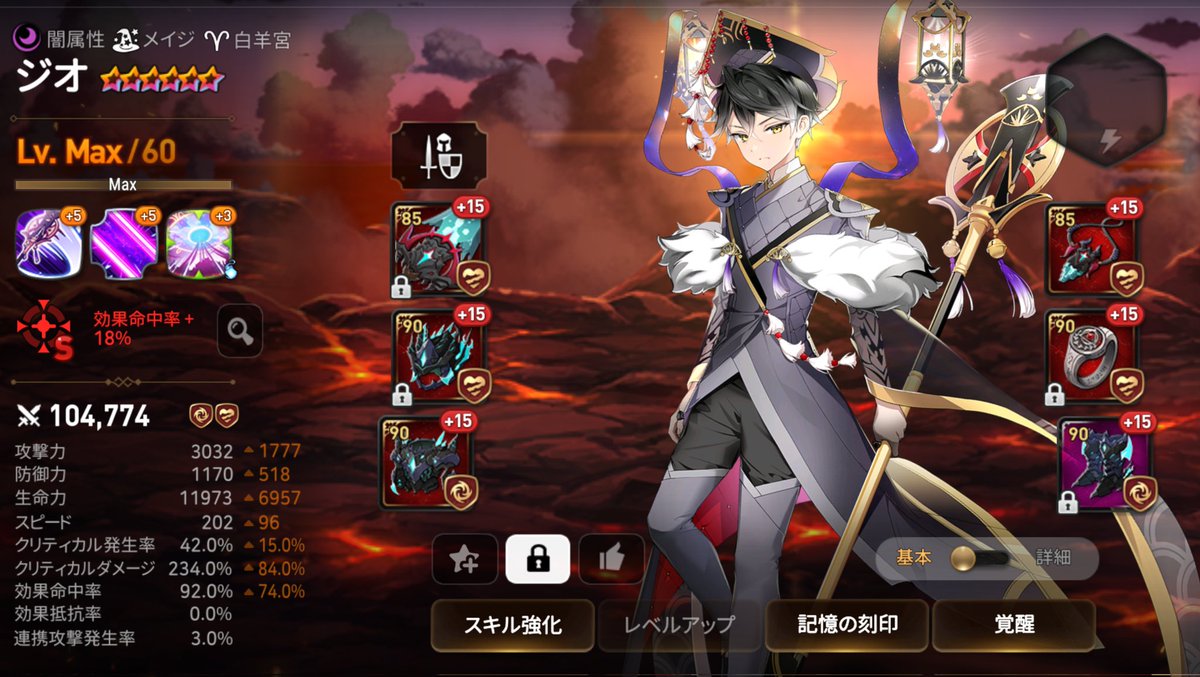 闇属性 メイジ 白羊宮
ジオ
Lv. Max/60
Max
+5 +5 +3
効果命中率+
18%
S
104,774
攻撃力 3032 1777
防御力 1170 518
生命力 11973 6957
スピード 202 96
クリティカル発生率 42.0% 15.0%
クリティカルダメージ 234.0% 84.0%
効果命中率 92.0% 74.0%
効果抵抗率 0.0%
連携攻撃発生率 3.0%
85 +15
90 +15
90 +15
85 +15
90 +15
90 +15
基本 詳細
スキル強化 レベルアップ 記憶の刻印 覚醒